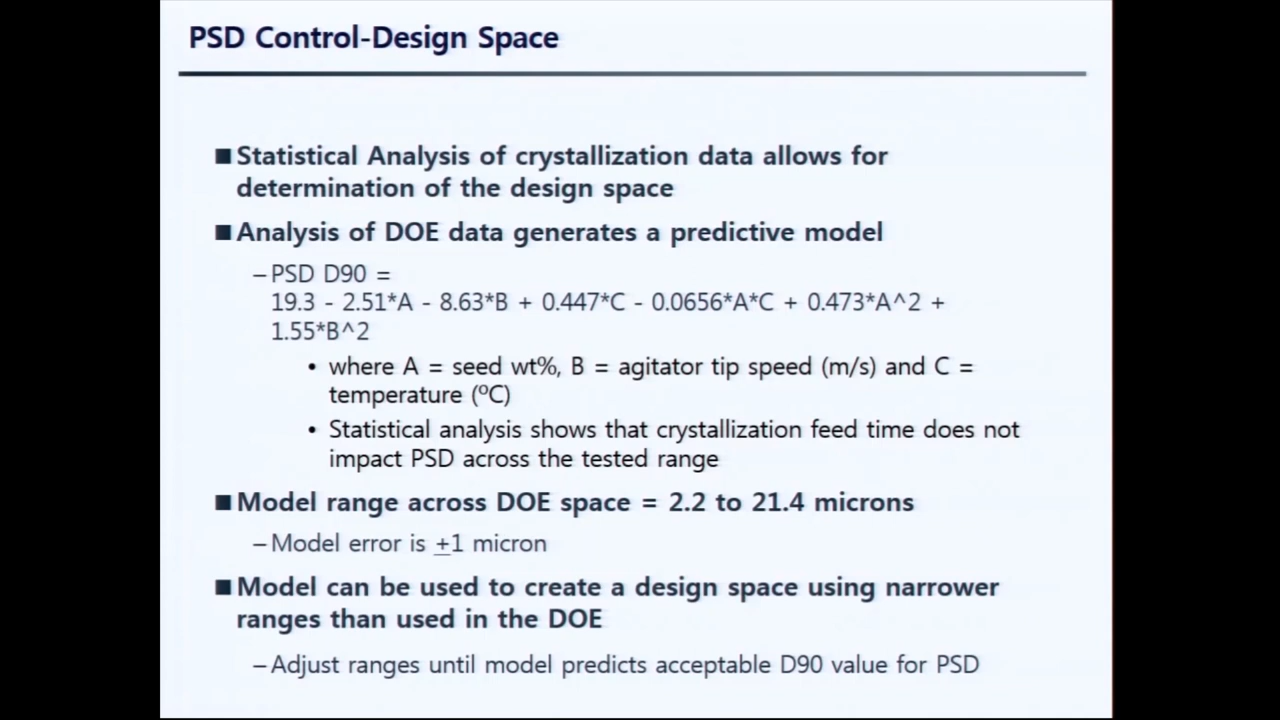 PSD Control-Design Space
■Statistical Analysis of crystallization data allows for
determination of the design space
■Analysis of DOE data generates a predictive model
–PSD D90 =
19.3 - 2.51*A - 8.63*B + 0.447*C - 0.0656*A*C + 0.473*A^2 +
1.55*B^2
• where A = seed wt%, B = agitator tip speed (m/s) and C =
temperature (ºC)
• Statistical analysis shows that crystallization feed time does not
impact PSD across the tested range
■Model range across DOE space = 2.2 to 21.4 microns
–Model error is ±1 micron
■Model can be used to create a design space using narrower
ranges than used in the DOE
–Adjust ranges until model predicts acceptable D90 value for PSD